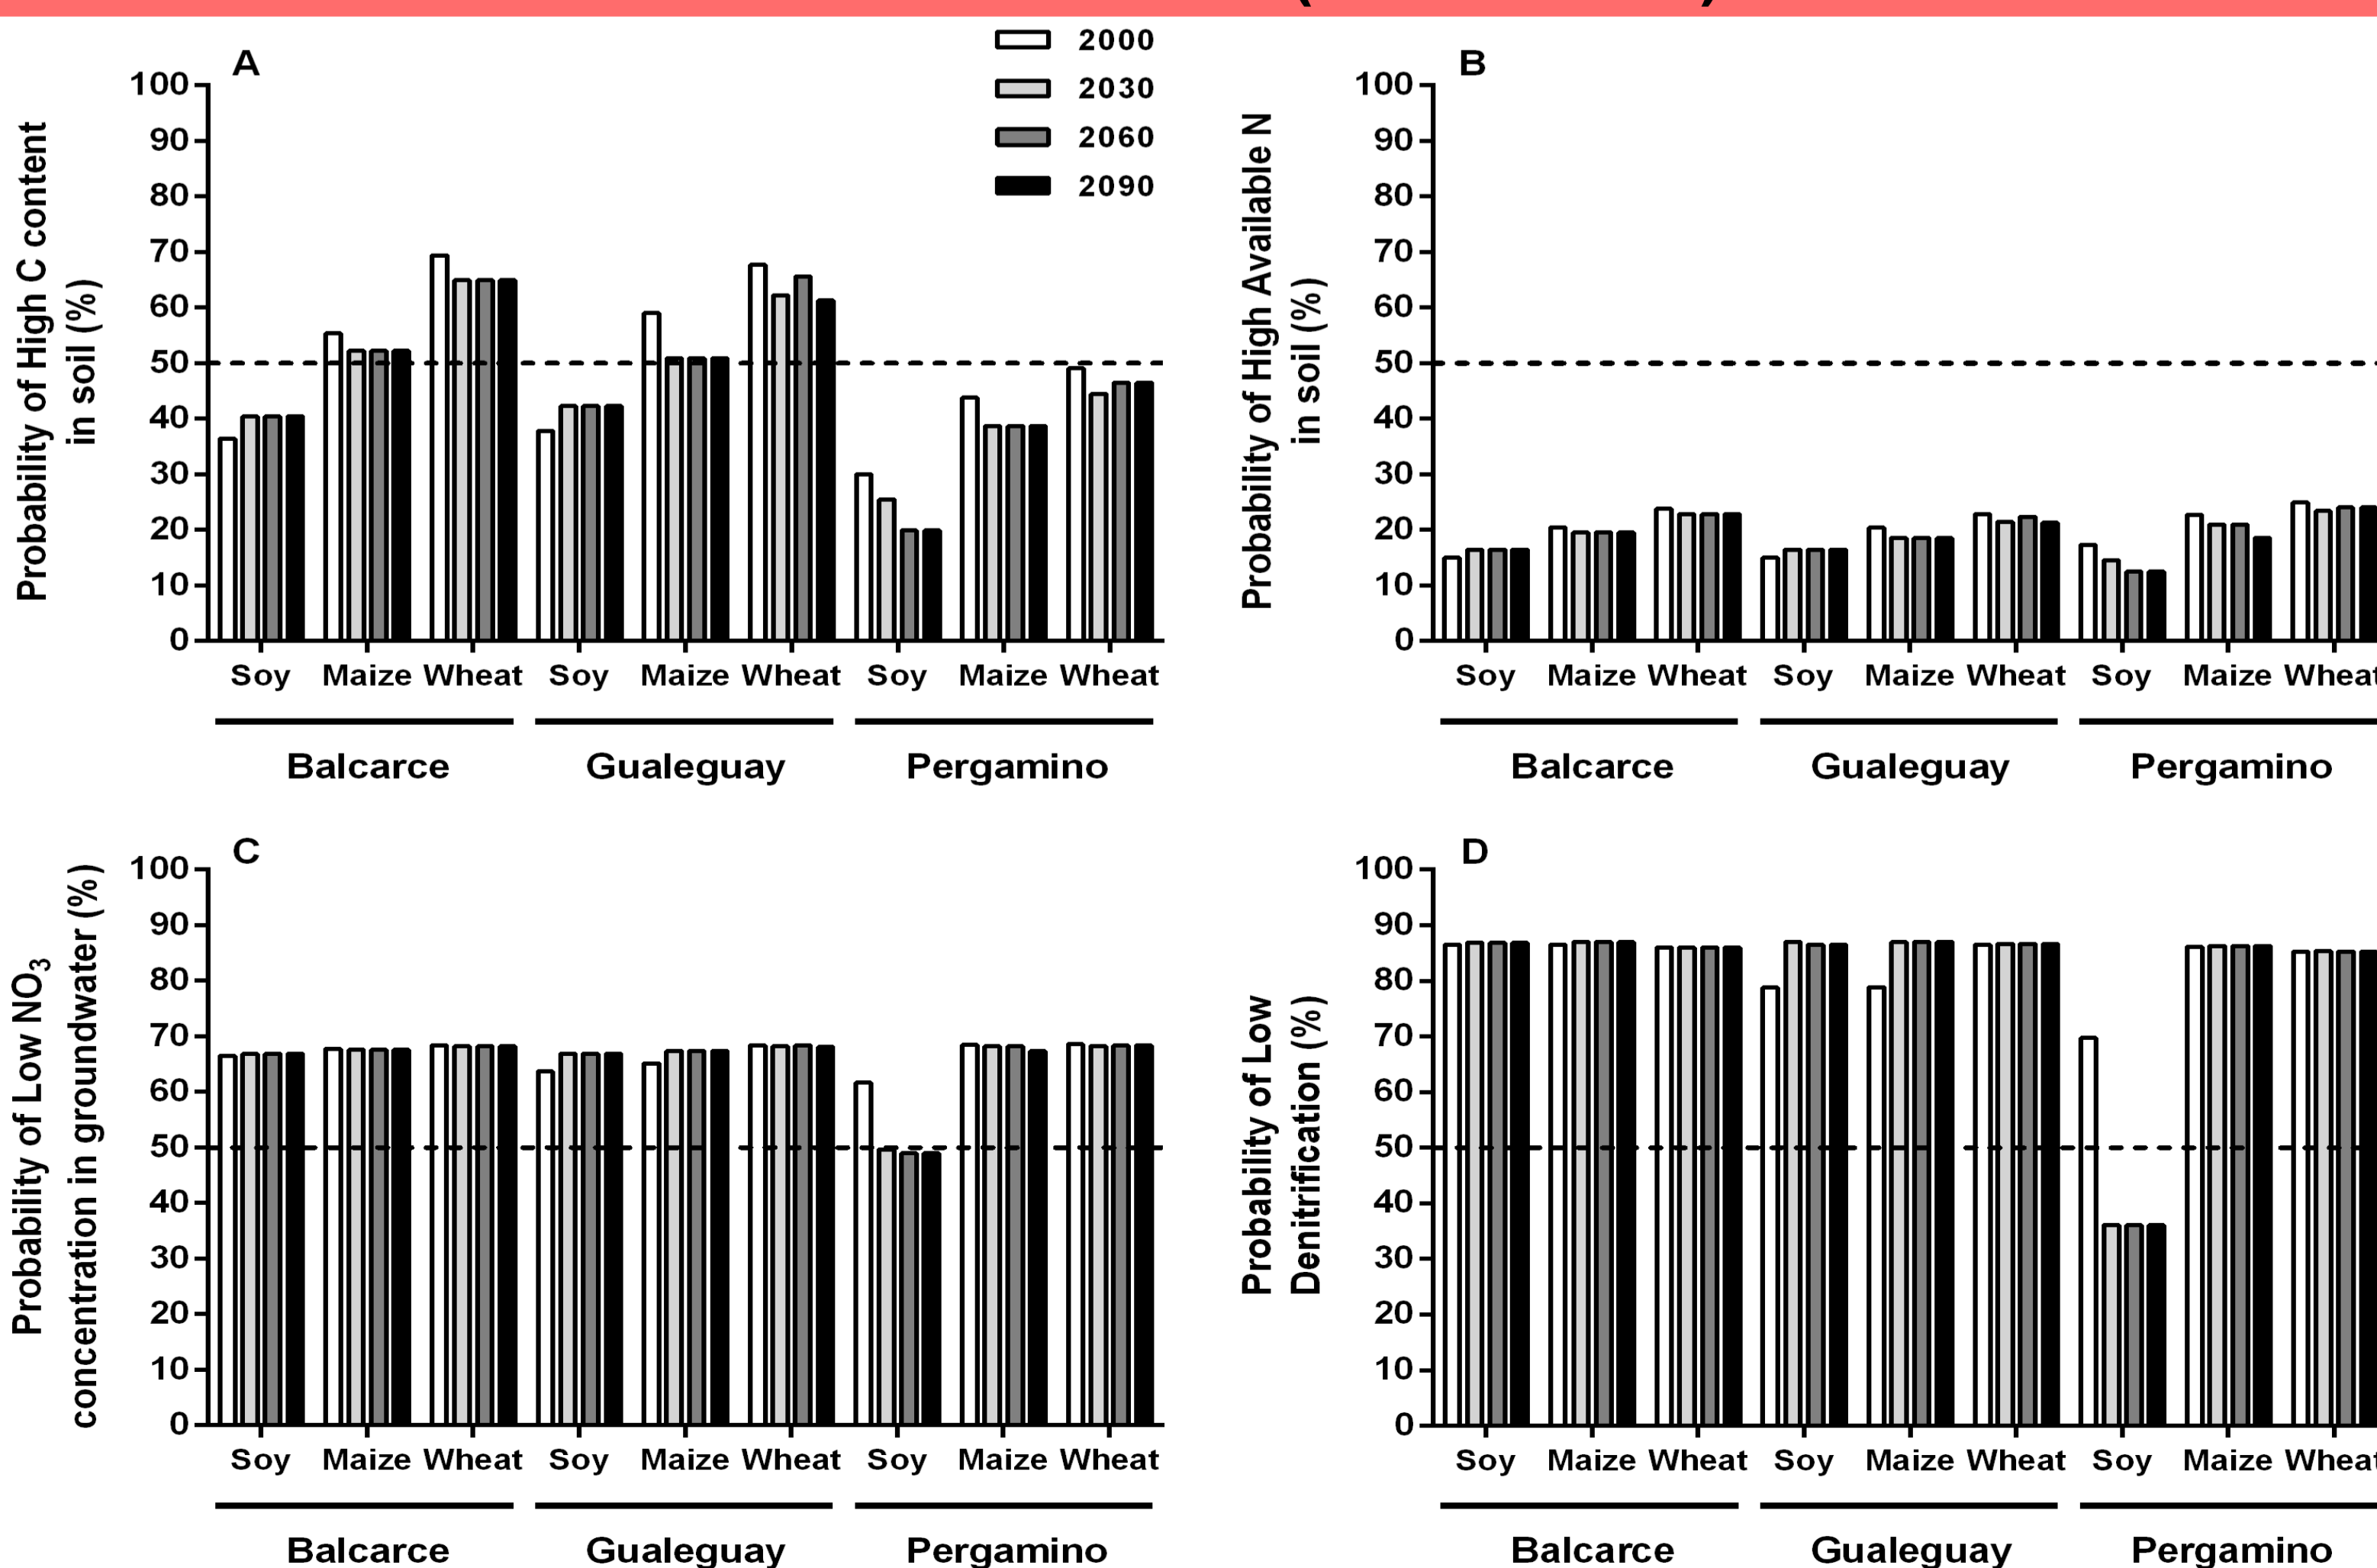 2000
2030
2060
2090
A
Probability of High C content
in soil (%)
100
90
80
70
60
50
40
30
20
10
0
Soy Maize Wheat Soy Maize Wheat Soy Maize Wheat
Balcarce Gualeguay Pergamino
B
Probability of High Available N
in soil (%)
100
90
80
70
60
50
40
30
20
10
0
Soy Maize Wheat Soy Maize Wheat Soy Maize Wheat
Balcarce Gualeguay Pergamino
C
Probability of Low NO3
concentration in groundwater (%)
100
90
80
70
60
50
40
30
20
10
0
Soy Maize Wheat Soy Maize Wheat Soy Maize Wheat
Balcarce Gualeguay Pergamino
D
Probability of Low
Denitrification (%)
100
90
80
70
60
50
40
30
20
10
0
Soy Maize Wheat Soy Maize Wheat Soy Maize Wheat
Balcarce Gualeguay Pergamino